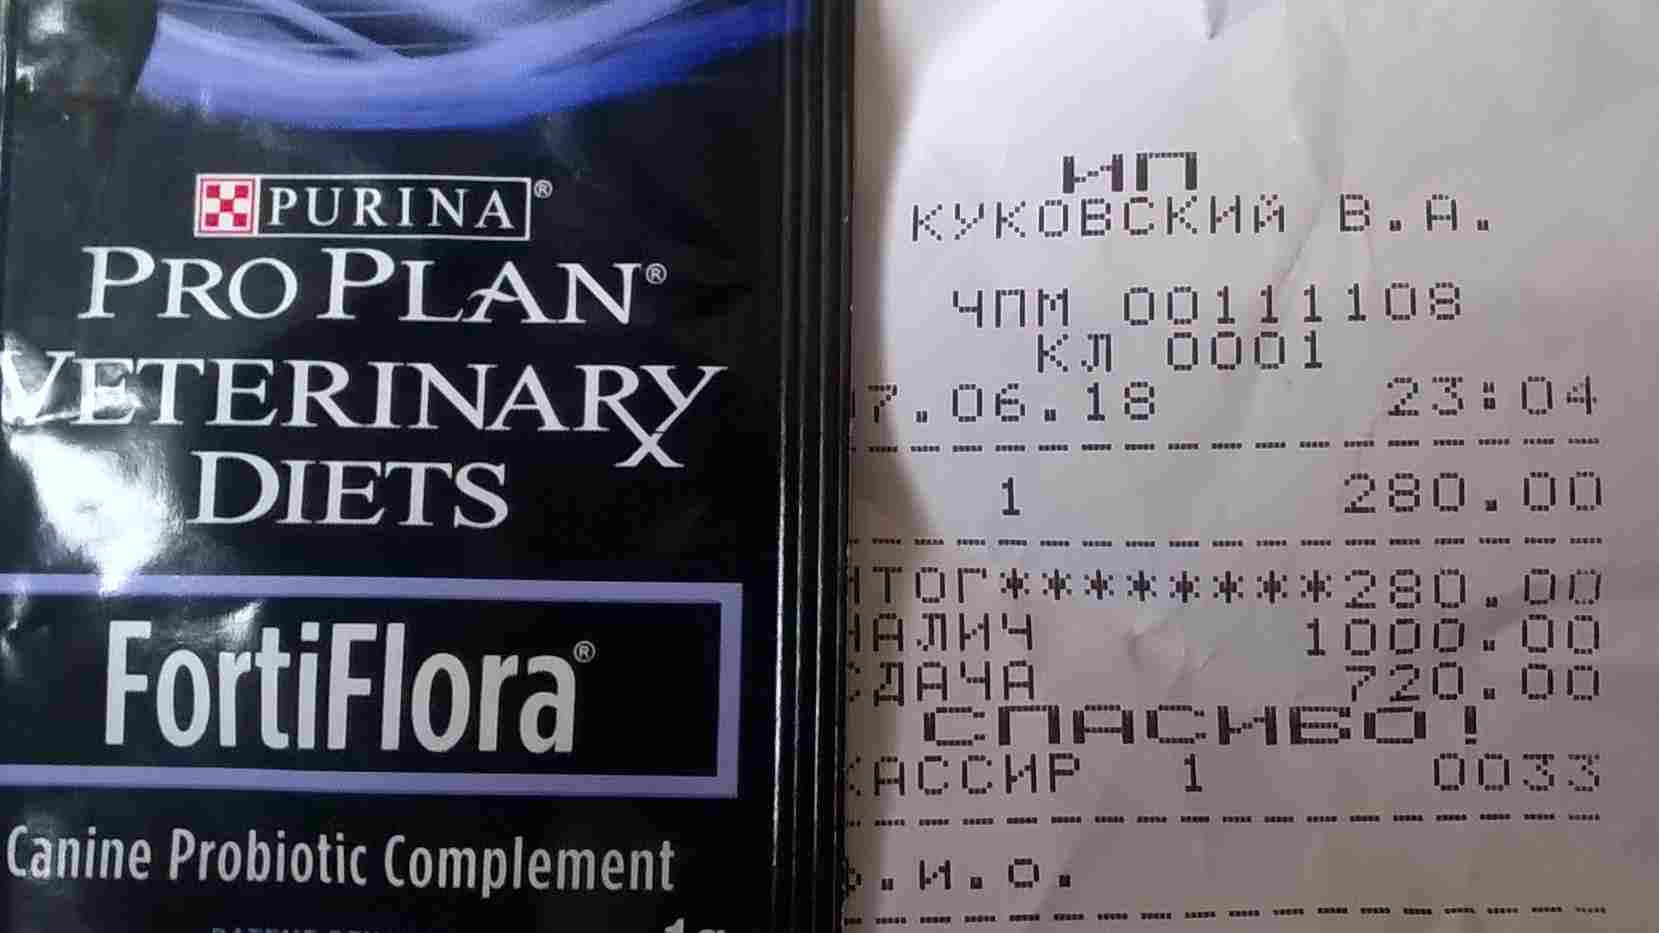 PURINA®
PRO PLAN®
VETERINARY
DIETS
FortiFlora®
Canine Probiotic Complement
ИП
КУКОВСКИЙ В.А.
ЧПМ 00111108
КЛ 0001
7.06.18 23:04
1 280.00
ИТОГ********280.00
НАЛИЧ 1000.00
СДАЧА 720.00
СПАСИБО!
КАССИР 1 0033
Ф.И.О.